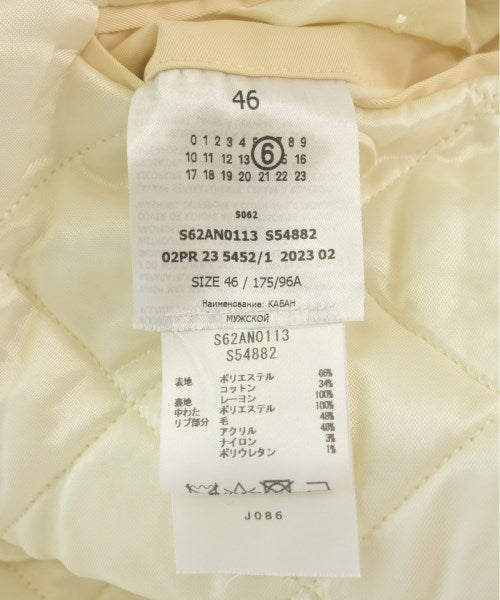 46
0 1 2 3 4 5 6 8 9
10 11 12 13 14 15 16
17 18 19 20 21 22 23
S062
S62AN0113 S54882
02PR 23 5452/1 2023 02
SIZE 46 / 175/96A
Наименование: КАБАН
МУЖСКОЙ
S62AN0113
S54882
表地 ポリエステル 66%
コットン 34%
裏地 レーヨン 100%
中わた ポリエステル 100%
リブ部分 毛 48%
アクリル 48%
ナイロン 3%
ポリウレタン 1%
J086